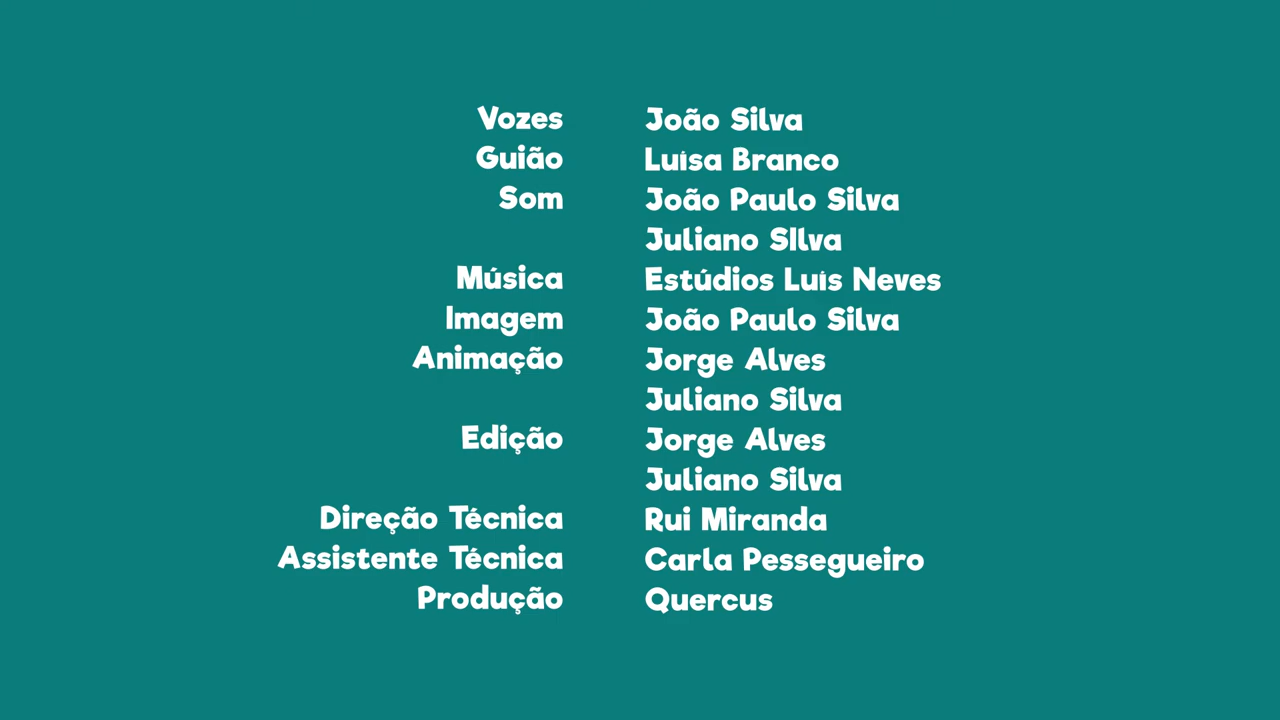 Vozes João Silva
Guião Luísa Branco
Som João Paulo Silva
Juliano SIlva
Música Estúdios Luís Neves
Imagem João Paulo Silva
Animação Jorge Alves
Juliano Silva
Edição Jorge Alves
Juliano Silva
Direção Técnica Rui Miranda
Assistente Técnica Carla Pessegueiro
Produção Quercus